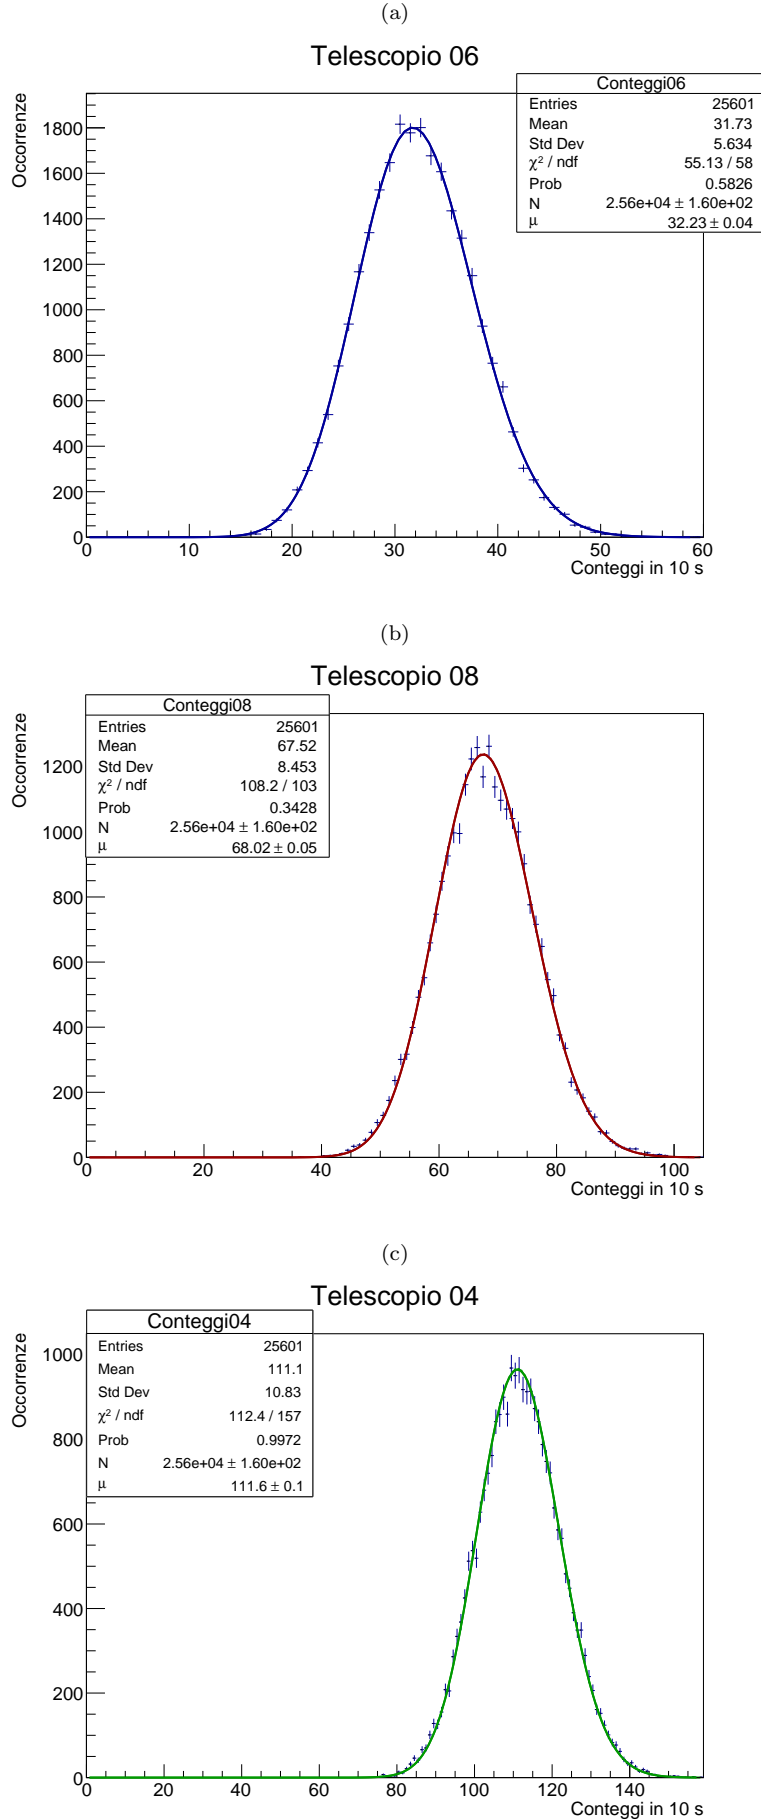 (a)
Telescopio 06
Conteggi06
Entries 25601
Mean 31.73
Std Dev 5.634
χ² / ndf 55.13 / 58
Prob 0.5826
N 2.56e+04 ± 1.60e+02
μ 32.23 ± 0.04
Occorrenze
1800
1600
1400
1200
1000
800
600
400
200
0
0 10 20 30 40 50 60
Conteggi in 10 s
(b)
Telescopio 08
Conteggi08
Entries 25601
Mean 67.52
Std Dev 8.453
χ² / ndf 108.2 / 103
Prob 0.3428
N 2.56e+04 ± 1.60e+02
μ 68.02 ± 0.05
Occorrenze
1200
1000
800
600
400
200
0
0 20 40 60 80 100
Conteggi in 10 s
(c)
Telescopio 04
Conteggi04
Entries 25601
Mean 111.1
Std Dev 10.83
χ² / ndf 112.4 / 157
Prob 0.9972
N 2.56e+04 ± 1.60e+02
μ 111.6 ± 0.1
Occorrenze
1000
800
600
400
200
0
0 20 40 60 80 100 120 140
Conteggi in 10 s